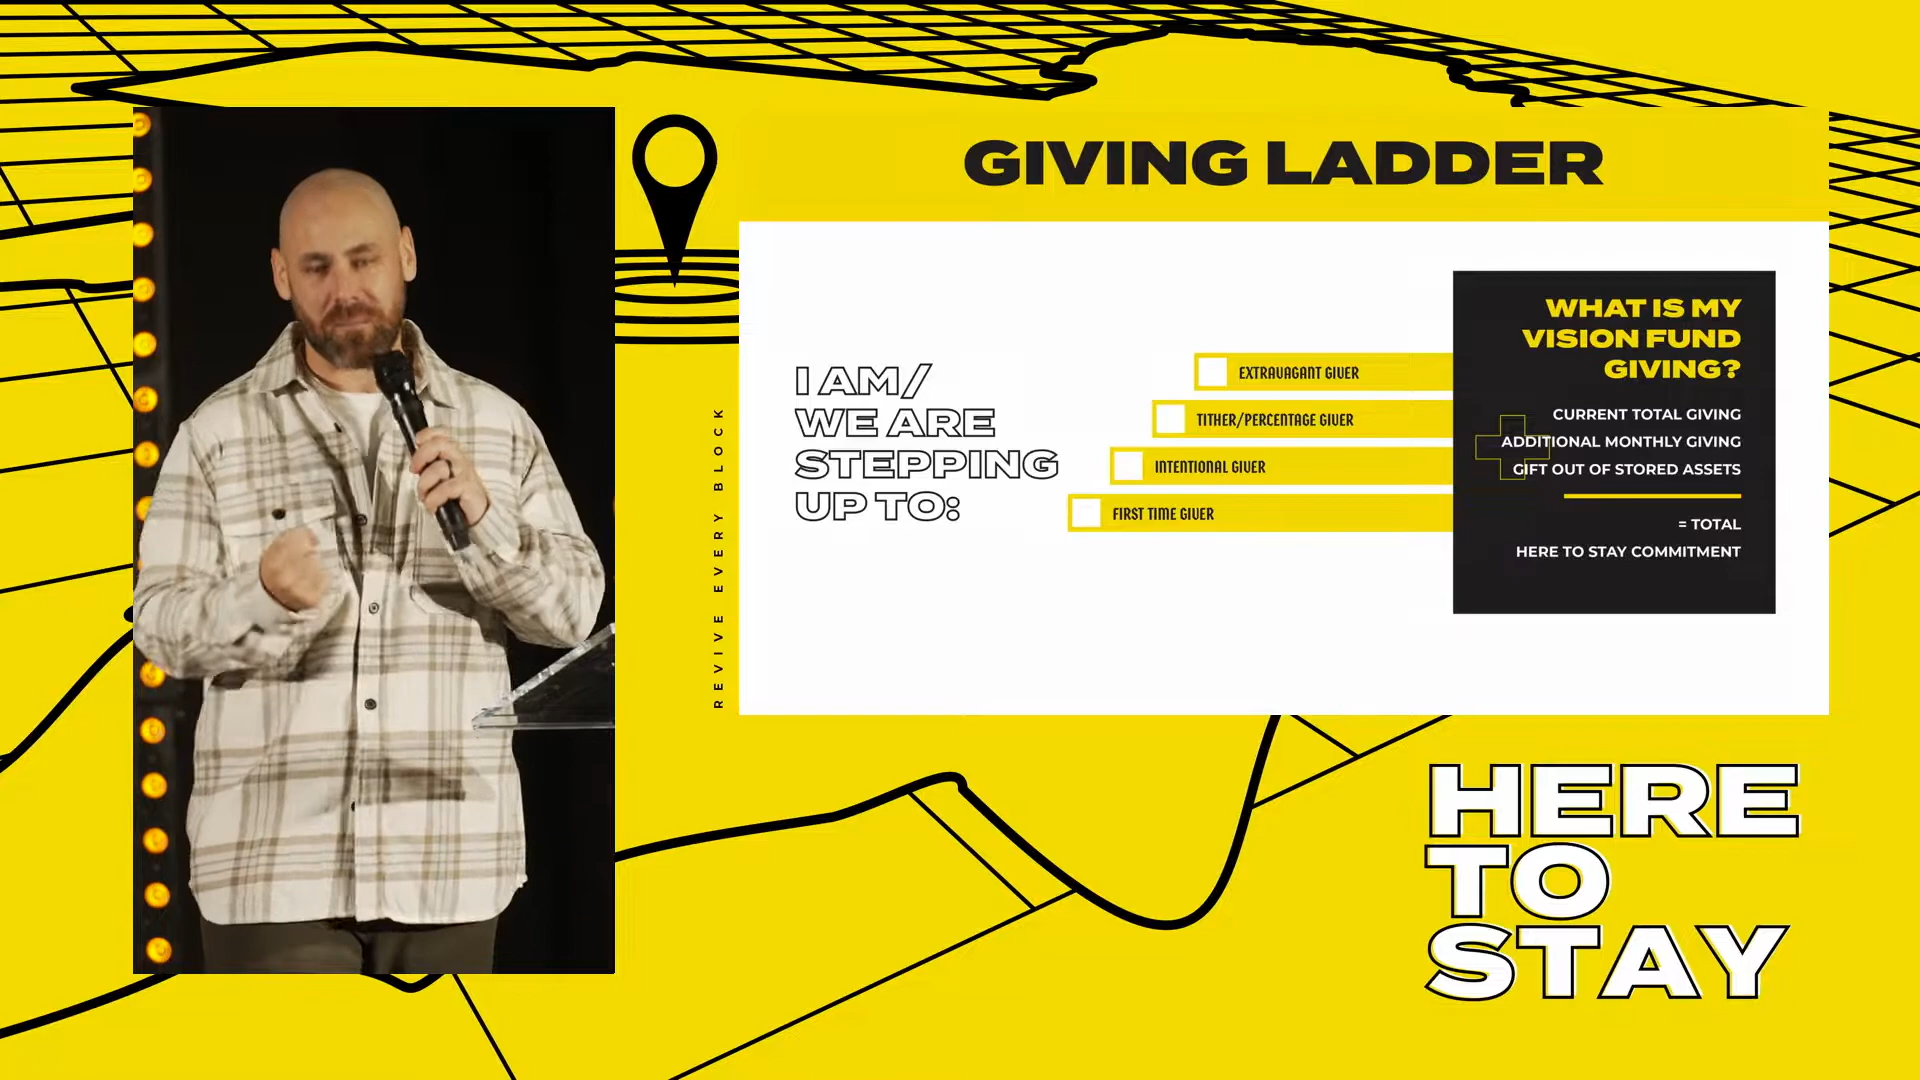 GIVING LADDER
I AM/
WE ARE
STEPPING
UP TO:
EXTRAVAGANT GIVER
TITHER/PERCENTAGE GIVER
INTENTIONAL GIVER
FIRST TIME GIVER
WHAT IS MY
VISION FUND
GIVING?
CURRENT TOTAL GIVING
ADDITIONAL MONTHLY GIVING
GIFT OUT OF STORED ASSETS
= TOTAL
HERE TO STAY COMMITMENT
REVIVE EVERY BLOCK
HERE
TO
STAY